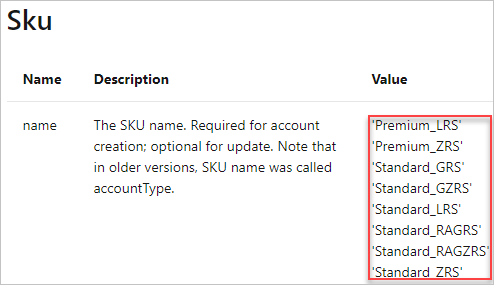 Sku
Name Description Value
name The SKU name. Required for account 'Premium_LRS'
creation; optional for update. Note that 'Premium_ZRS'
in older versions, SKU name was called 'Standard_GRS'
accountType. 'Standard_GZRS'
'Standard_LRS'
'Standard_RAGRS'
'Standard_RAGZRS'
'Standard_ZRS'